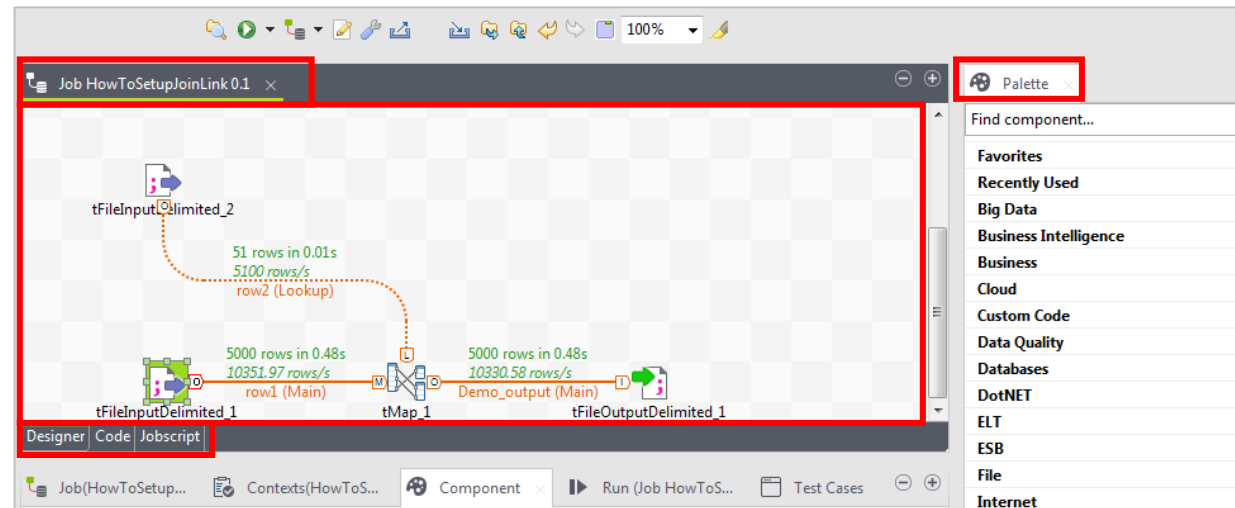 100%
Job HowToSetupJoinLink 0.1
Palette
Find component...
Favorites
Recently Used
Big Data
Business Intelligence
Business
Cloud
Custom Code
Data Quality
Databases
DotNET
ELT
ESB
File
Internet
tFileInputDelimited_2
51 rows in 0.01s
5100 rows/s
row2 (Lookup)
5000 rows in 0.48s
10351.97 rows/s
row1 (Main)
5000 rows in 0.48s
10330.58 rows/s
Demo_output (Main)
O
L
O
M
O
I
tFileInputDelimited_1
tMap_1
tFileOutputDelimited_1
Designer Code Jobscript
Job(HowToSetup... Contexts(HowToS... Component Run (Job HowToS... Test Cases